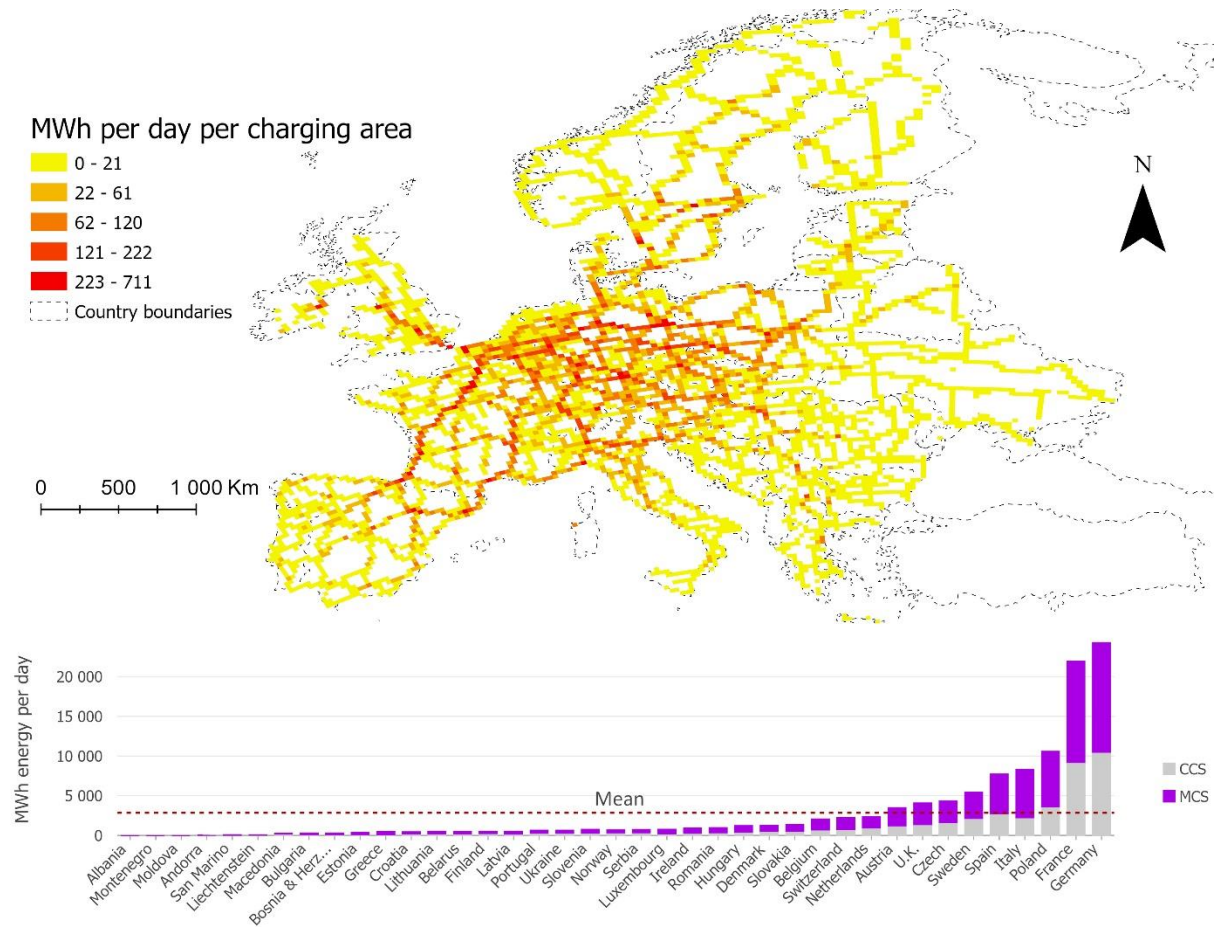 MWh per day per charging area
0 - 21
22 - 61
62 - 120
121 - 222
223 - 711
Country boundaries
N
0 500 1 000 Km
MWh energy per day
20 000
15 000
10 000
5 000
0
Mean
CCS
MCS
Albania
Montenegro
Moldova
Andorra
San Marino
Liechtenstein
Macedonia
Bulgaria
Bosnia & Herz...
Estonia
Greece
Croatia
Lithuania
Belarus
Finland
Latvia
Portugal
Ukraine
Slovenia
Norway
Serbia
Luxembourg
Ireland
Romania
Hungary
Denmark
Slovakia
Belgium
Switzerland
Netherlands
Austria
U.K.
Czech
Sweden
Spain
Italy
Poland
France
Germany